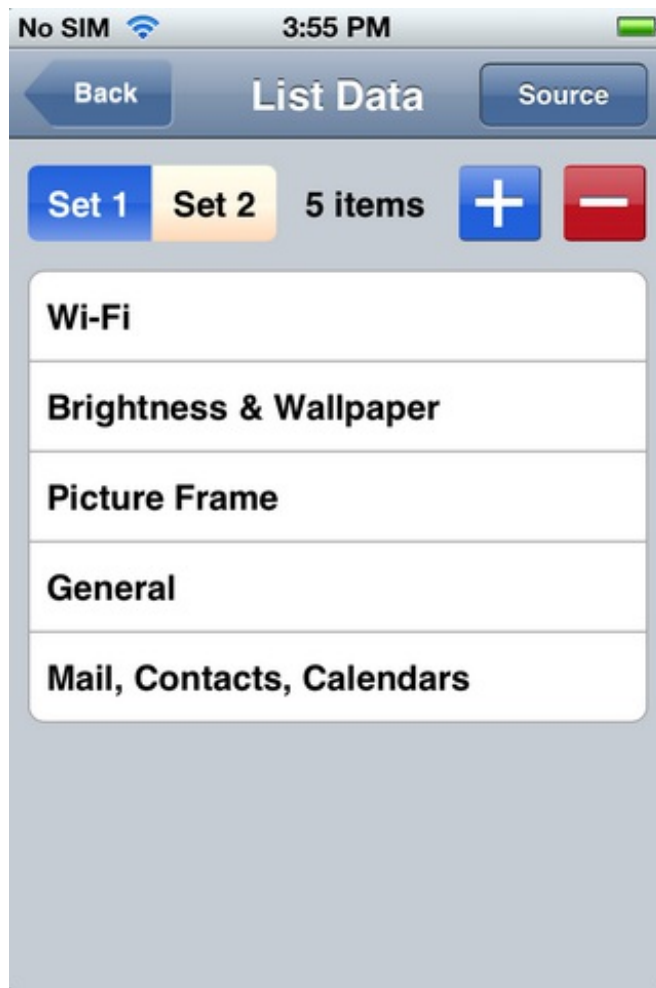 No SIM 3:55 PM
Back List Data Source
Set 1 Set 2 5 items + −
Wi-Fi
Brightness & Wallpaper
Picture Frame
General
Mail, Contacts, Calendars